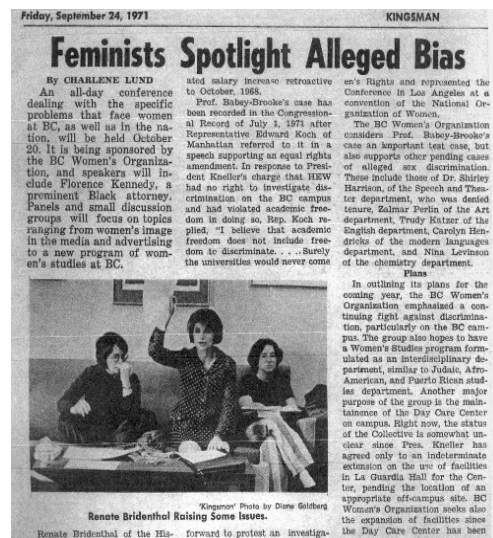 Friday, September 24, 1971
KINGSMAN
Feminists Spotlight Alleged Bias
By CHARLENE LUND
An all-day conference
dealing with the specific
problems that face women
at BC, as well as in the na-
tion, will be held October
20. It is being sponsored by
the BC Women's Organiza-
tion, and speakers will in-
clude Florence Kennedy, a
prominent Black attorney.
Panels and small discussion
groups will focus on topics
ranging from women's image
in the media and advertising
to a new program of wom-
en's studies at BC.
ated salary increase retroactive
to October, 1968.
Prof. Babey-Brooke's case has
been recorded in the Congression-
al Record of July 1, 1971 after
Representative Edward Koch of
Manhattan referred to it in a
speech supporting an equal rights
amendment. In response to Presi-
dent Kneller's charge that HEW
had no right to investigate dis-
crimination on the BC campus
and had violated academic free-
dom in doing so, Rep. Koch re-
plied, "I believe that academic
freedom does not include free-
dom to discriminate. . . . Surely
the universities would never come
'Kingsman' Photo by Diane Goldberg
Renate Bridenthal Raising Some Issues.
Renate Bridenthal of the His-
forward to protest an investiga-
en's Rights and represented the
Conference in Los Angeles at a
convention of the National Or-
ganization of Women.
The BC Women's Organization
considers Prof. Babey-Brooke's
case an important test case, but
also supports other pending cases
of alleged sex discrimination.
These include those of Dr. Shirley
Harrison, of the Speech and Thea-
ter department, who was denied
tenure, Zalmar Perlin of the Art
department, Trudy Katzer of the
English department, Carolyn Hen-
dricks of the modern languages
department, and Nina Levinson
of the chemistry department.
Plans
In outlining its plans for the
coming year, the BC Women's
Organization emphasized a con-
tinuing fight against discrimina-
tion, particularly on the BC cam-
pus. The group also hopes to have
a Women's Studies program form-
ulated as an interdisciplinary de-
partment, similar to Judaic, Afro-
American, and Puerto Rican stud-
ies department. Another major
purpose of the group is the main-
tainence of the Day Care Center
on campus. Right now, the status
of the Collective is somewhat un-
clear since Pres. Kneller has
agreed only to an indeterminate
extension on the use of facilities
in La Guardia Hall for the Cen-
ter, pending the location of an
appropriate off-campus site. BC
Women's Organization seeks also
the expansion of facilities since
the Day Care Center has been